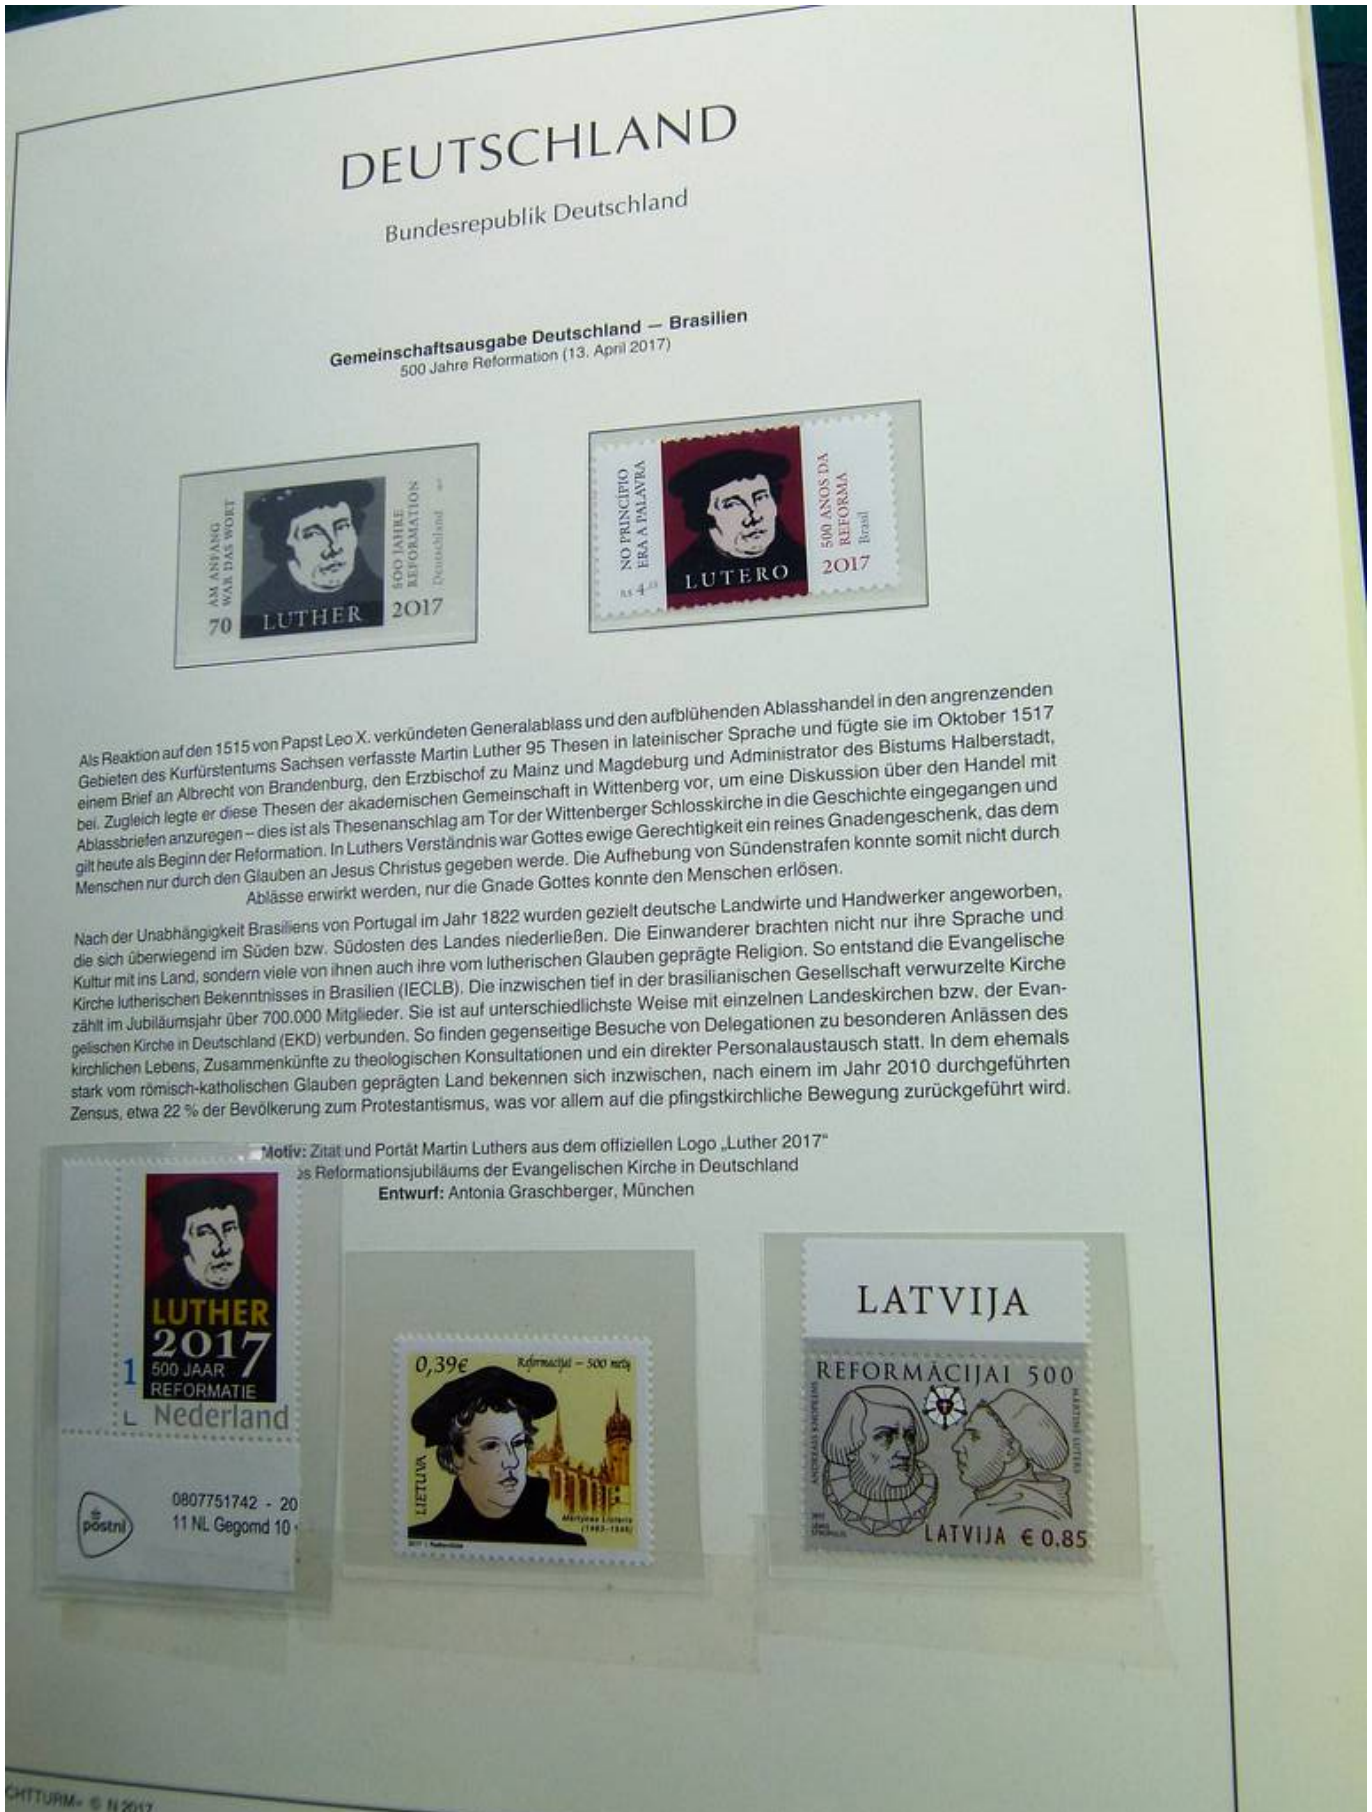 DEUTSCHLAND
Bundesrepublik Deutschland
Gemeinschaftsausgabe Deutschland — Brasilien
500 Jahre Reformation (13. April 2017)
AM ANFANG
WAR DAS WORT
70
LUTHER
500 JAHRE
REFORMATION
Deutschland
2017
NO PRINCÍPIO
ERA A PALAVRA
R$ 4
LUTERO
500 ANOS DA
REFORMA
Brasil
2017
Als Reaktion auf den 1515 von Papst Leo X. verkündeten Generalablass und den aufblühenden Ablasshandel in den angrenzenden
Gebieten des Kurfürstentums Sachsen verfasste Martin Luther 95 Thesen in lateinischer Sprache und fügte sie im Oktober 1517
einem Brief an Albrecht von Brandenburg, den Erzbischof zu Mainz und Magdeburg und Administrator des Bistums Halberstadt,
bei. Zugleich legte er diese Thesen der akademischen Gemeinschaft in Wittenberg vor, um eine Diskussion über den Handel mit
Ablassbriefen anzuregen – dies ist als Thesenanschlag am Tor der Wittenberger Schlosskirche in die Geschichte eingegangen und
gilt heute als Beginn der Reformation. In Luthers Verständnis war Gottes ewige Gerechtigkeit ein reines Gnadengeschenk, das dem
Menschen nur durch den Glauben an Jesus Christus gegeben werde. Die Aufhebung von Sündenstrafen konnte somit nicht durch
Ablässe erwirkt werden, nur die Gnade Gottes konnte den Menschen erlösen.
Nach der Unabhängigkeit Brasiliens von Portugal im Jahr 1822 wurden gezielt deutsche Landwirte und Handwerker angeworben,
die sich überwiegend im Süden bzw. Südosten des Landes niederließen. Die Einwanderer brachten nicht nur ihre Sprache und
Kultur mit ins Land, sondern viele von ihnen auch ihre vom lutherischen Glauben geprägte Religion. So entstand die Evangelische
Kirche lutherischen Bekenntnisses in Brasilien (IECLB). Die inzwischen tief in der brasilianischen Gesellschaft verwurzelte Kirche
zählt im Jubiläumsjahr über 700.000 Mitglieder. Sie ist auf unterschiedlichste Weise mit einzelnen Landeskirchen bzw. der Evan-
gelischen Kirche in Deutschland (EKD) verbunden. So finden gegenseitige Besuche von Delegationen zu besonderen Anlässen des
kirchlichen Lebens, Zusammenkünfte zu theologischen Konsultationen und ein direkter Personalaustausch statt. In dem ehemals
stark vom römisch-katholischen Glauben geprägten Land bekennen sich inzwischen, nach einem im Jahr 2010 durchgeführten
Zensus, etwa 22 % der Bevölkerung zum Protestantismus, was vor allem auf die pfingstkirchliche Bewegung zurückgeführt wird.
Motiv: Zitat und Portät Martin Luthers aus dem offiziellen Logo „Luther 2017“
Reformationsjubiläums der Evangelischen Kirche in Deutschland
Entwurf: Antonia Graschberger, München
LUTHER
2017
500 JAAR
REFORMATIE
1
Nederland
postnl
0807751742 - 20
11 NL Gegomd 10
0,39€
Reformacijai – 500 metų
LIETUVA
Martynas Liuteris
(1483–1546)
2017
LATVIJA
REFORMĀCIJAI 500
ANDREASS KNOPKENS
MĀRTIŅŠ LUTERS
LATVIJA € 0.85
© N 2017